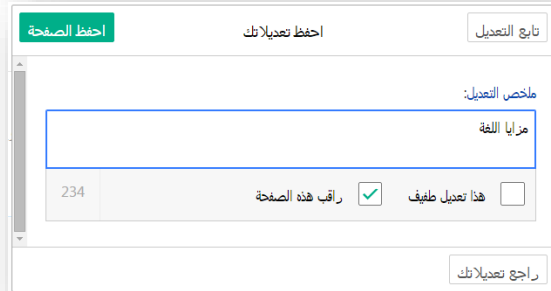 تابع التعديل
احفظ تعديلاتك
احفظ الصفحة
ملخص التعديل:
مزايا اللغة
هذا تعديل طفيف
راقب هذه الصفحة
234
راجع تعديلاتك